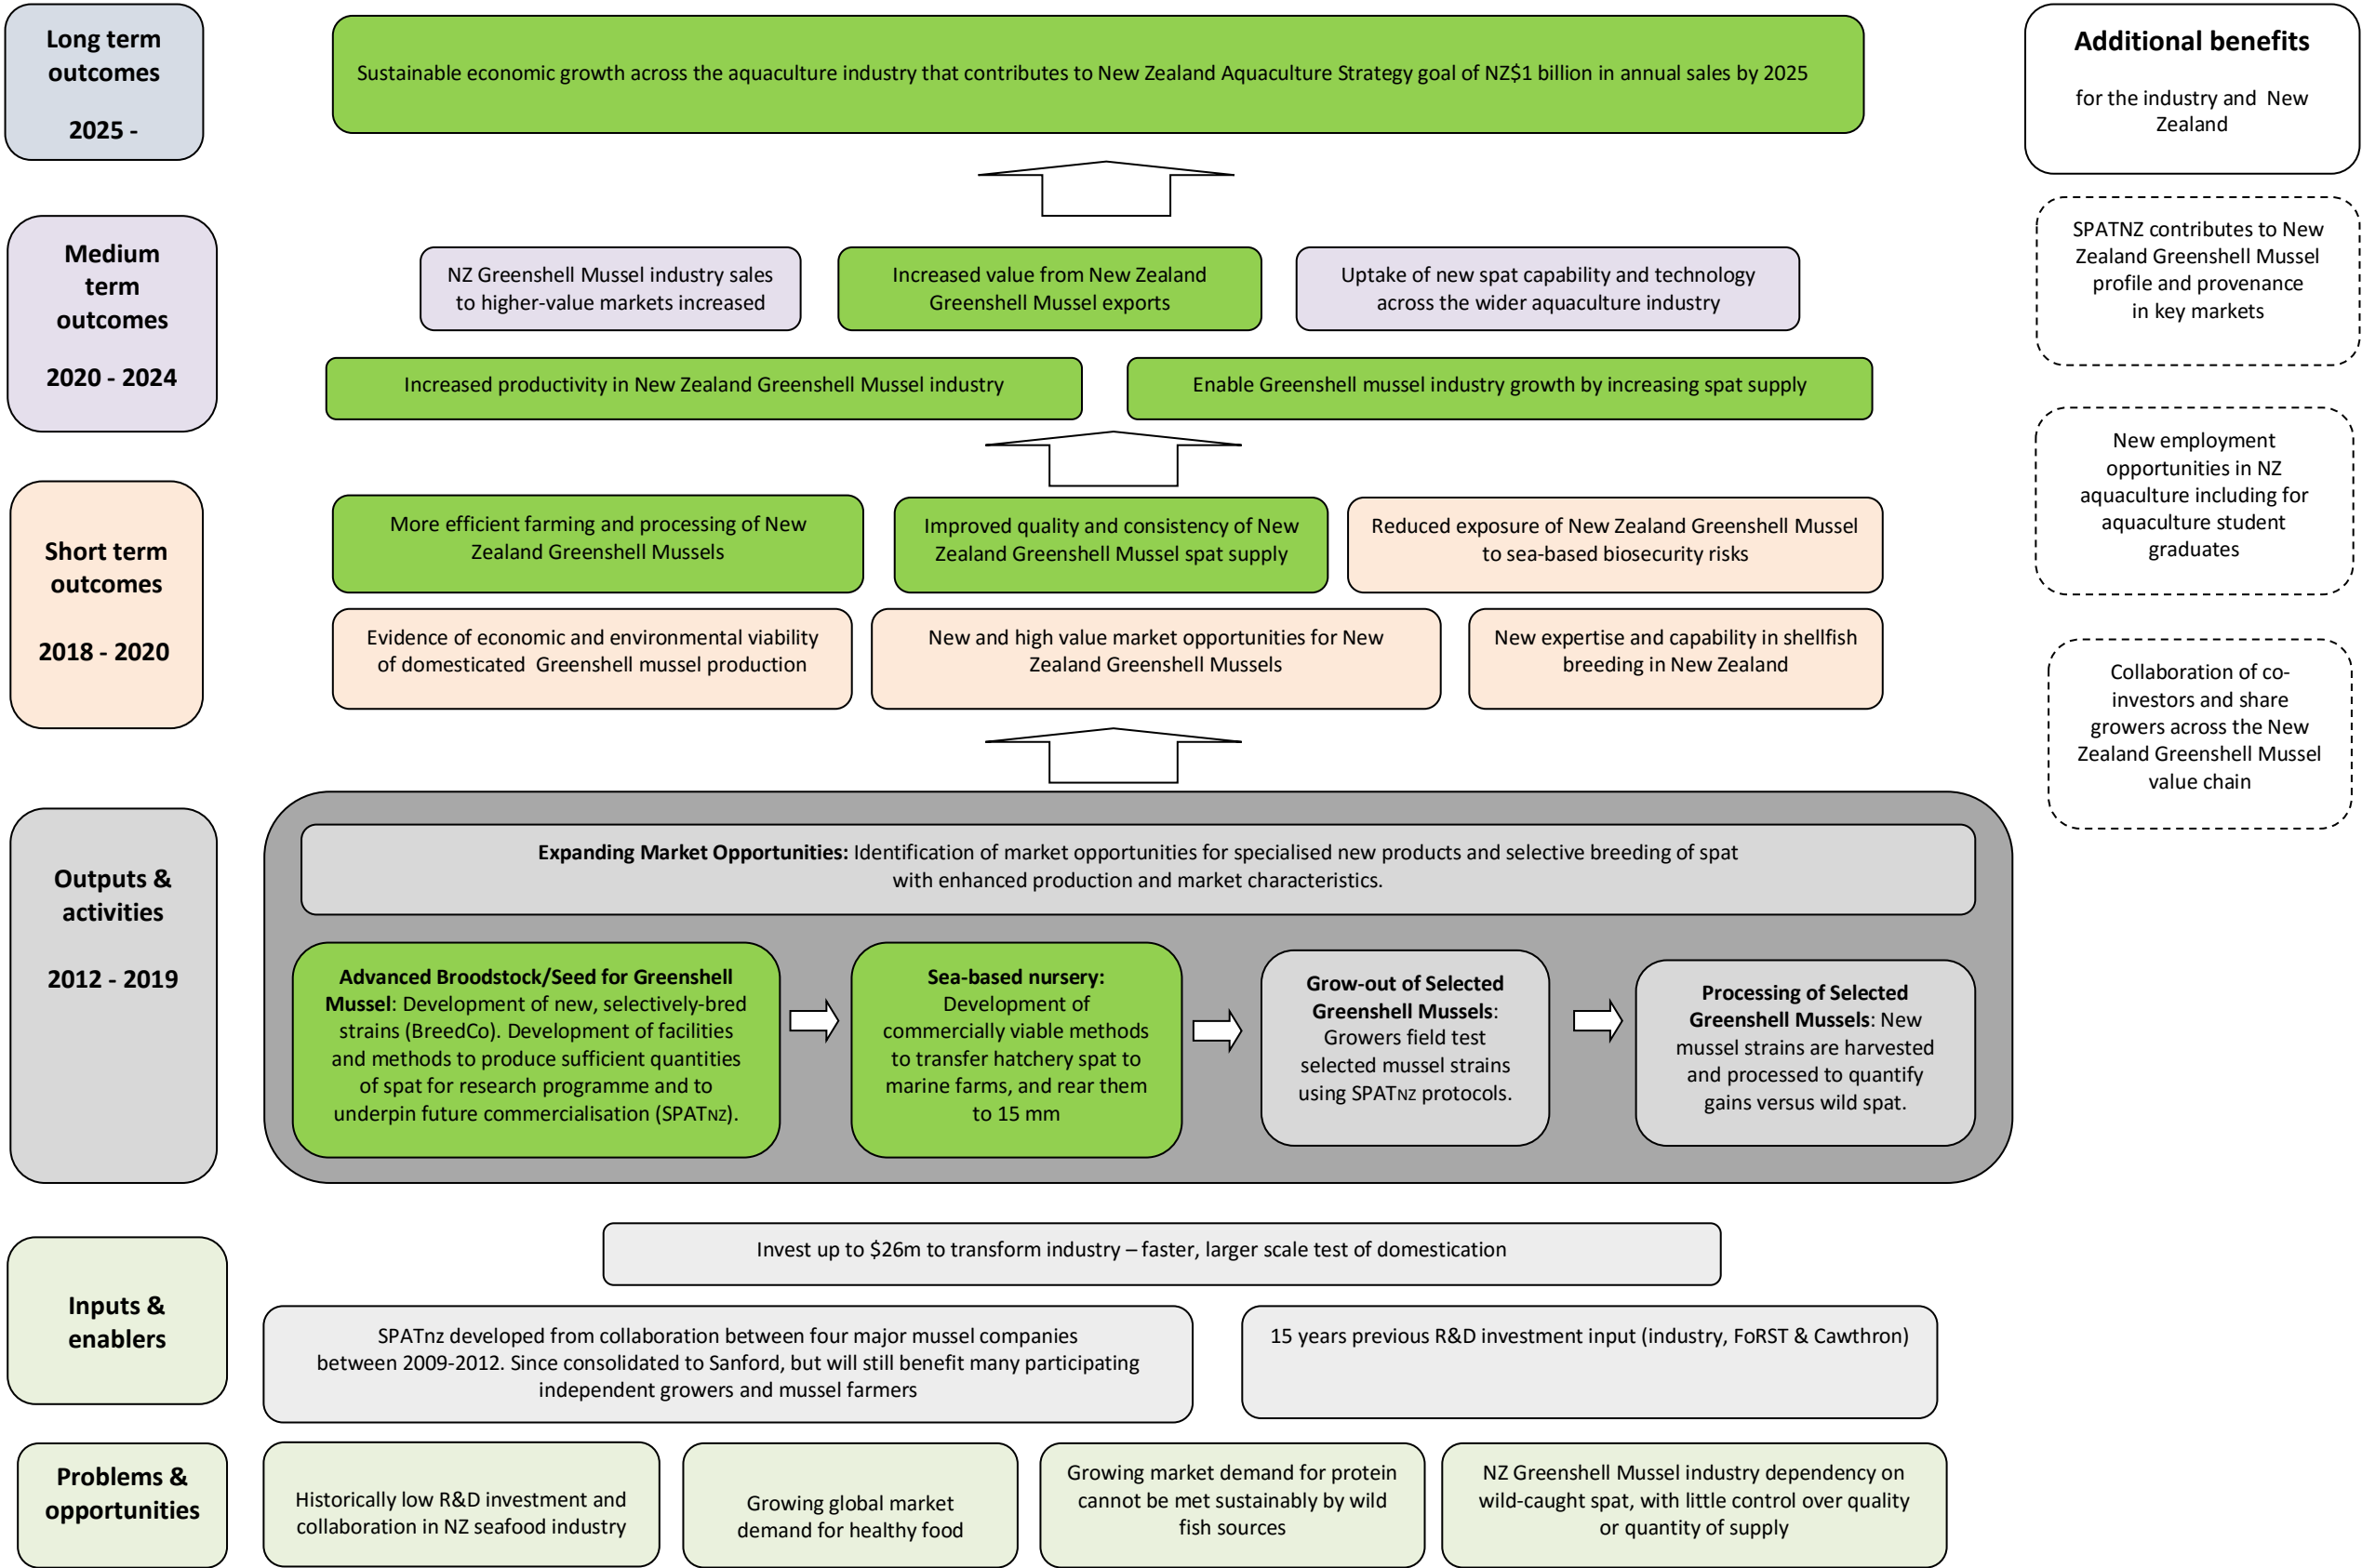 Long term
outcomes
2025 -
Sustainable economic growth across the aquaculture industry that contributes to New Zealand Aquaculture Strategy goal of NZ$1 billion in annual sales by 2025
Additional benefits
for the industry and New
Zealand
Medium
term
outcomes
2020 - 2024
NZ Greenshell Mussel industry sales
to higher-value markets increased
Increased value from New Zealand
Greenshell Mussel exports
Uptake of new spat capability and technology
across the wider aquaculture industry
Increased productivity in New Zealand Greenshell Mussel industry
Enable Greenshell mussel industry growth by increasing spat supply
SPATNZ contributes to New
Zealand Greenshell Mussel
profile and provenance
in key markets
New employment
opportunities in NZ
aquaculture including for
aquaculture student
graduates
Collaboration of co-
investors and share
growers across the New
Zealand Greenshell Mussel
value chain
Short term
outcomes
2018 - 2020
More efficient farming and processing of New
Zealand Greenshell Mussels
Improved quality and consistency of New
Zealand Greenshell Mussel spat supply
Reduced exposure of New Zealand Greenshell Mussel
to sea-based biosecurity risks
Evidence of economic and environmental viability
of domesticated Greenshell mussel production
New and high value market opportunities for New
Zealand Greenshell Mussels
New expertise and capability in shellfish
breeding in New Zealand
Outputs &
activities
2012 - 2019
Expanding Market Opportunities: Identification of market opportunities for specialised new products and selective breeding of spat
with enhanced production and market characteristics.
Advanced Broodstock/Seed for Greenshell
Mussel: Development of new, selectively-bred
strains (BreedCo). Development of facilities
and methods to produce sufficient quantities
of spat for research programme and to
underpin future commercialisation (SPATNZ).
Sea-based nursery:
Development of
commercially viable methods
to transfer hatchery spat to
marine farms, and rear them
to 15 mm
Grow-out of Selected
Greenshell Mussels:
Growers field test
selected mussel strains
using SPATNZ protocols.
Processing of Selected
Greenshell Mussels: New
mussel strains are harvested
and processed to quantify
gains versus wild spat.
Inputs &
enablers
Invest up to $26m to transform industry – faster, larger scale test of domestication
SPATnz developed from collaboration between four major mussel companies
between 2009-2012. Since consolidated to Sanford, but will still benefit many participating
independent growers and mussel farmers
15 years previous R&D investment input (industry, FoRST & Cawthron)
Problems &
opportunities
Historically low R&D investment and
collaboration in NZ seafood industry
Growing global market
demand for healthy food
Growing market demand for protein
cannot be met sustainably by wild
fish sources
NZ Greenshell Mussel industry dependency on
wild-caught spat, with little control over quality
or quantity of supply